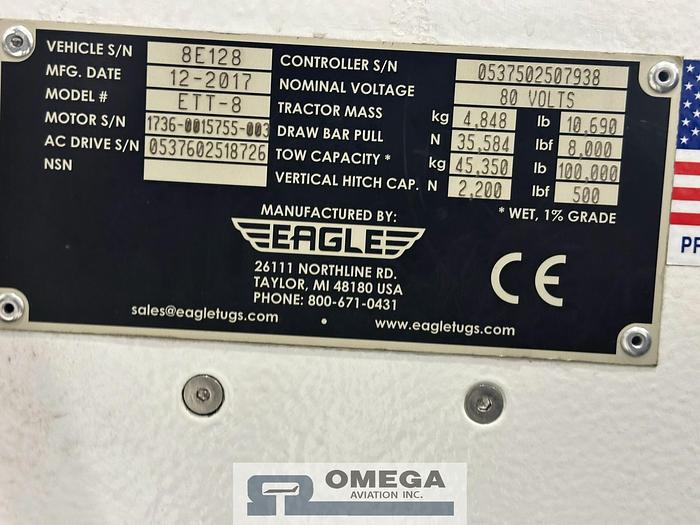 VEHICLE S/N 8E128
MFG. DATE 12-2017
MODEL # ETT-8
MOTOR S/N 1736-0015755-003
AC DRIVE S/N 0537602518726
NSN
CONTROLLER S/N 0537502507938
NOMINAL VOLTAGE 80 VOLTS
TRACTOR MASS kg 4,848 lb 10,690
DRAW BAR PULL N 35,584 lbf 8,000
TOW CAPACITY * kg 45,350 lb 100,000
VERTICAL HITCH CAP. N 2,200 lbf 500
* WET, 1% GRADE
MANUFACTURED BY:
EAGLE
26111 NORTHLINE RD.
TAYLOR, MI 48180 USA
PHONE: 800-671-0431
CE
sales@eagletugs.com • www.eagletugs.com
OMEGA
AVIATION INC.